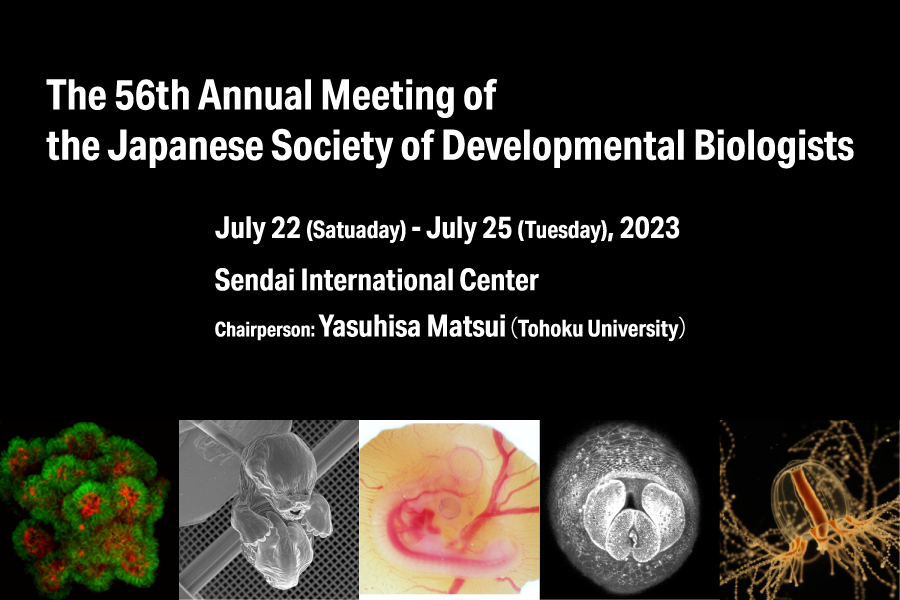 The 56th Annual Meeting of
the Japanese Society of Developmental Biologists
July 22 (Satuaday) - July 25 (Tuesday), 2023
Sendai International Center
Chairperson: Yasuhisa Matsui（Tohoku University）